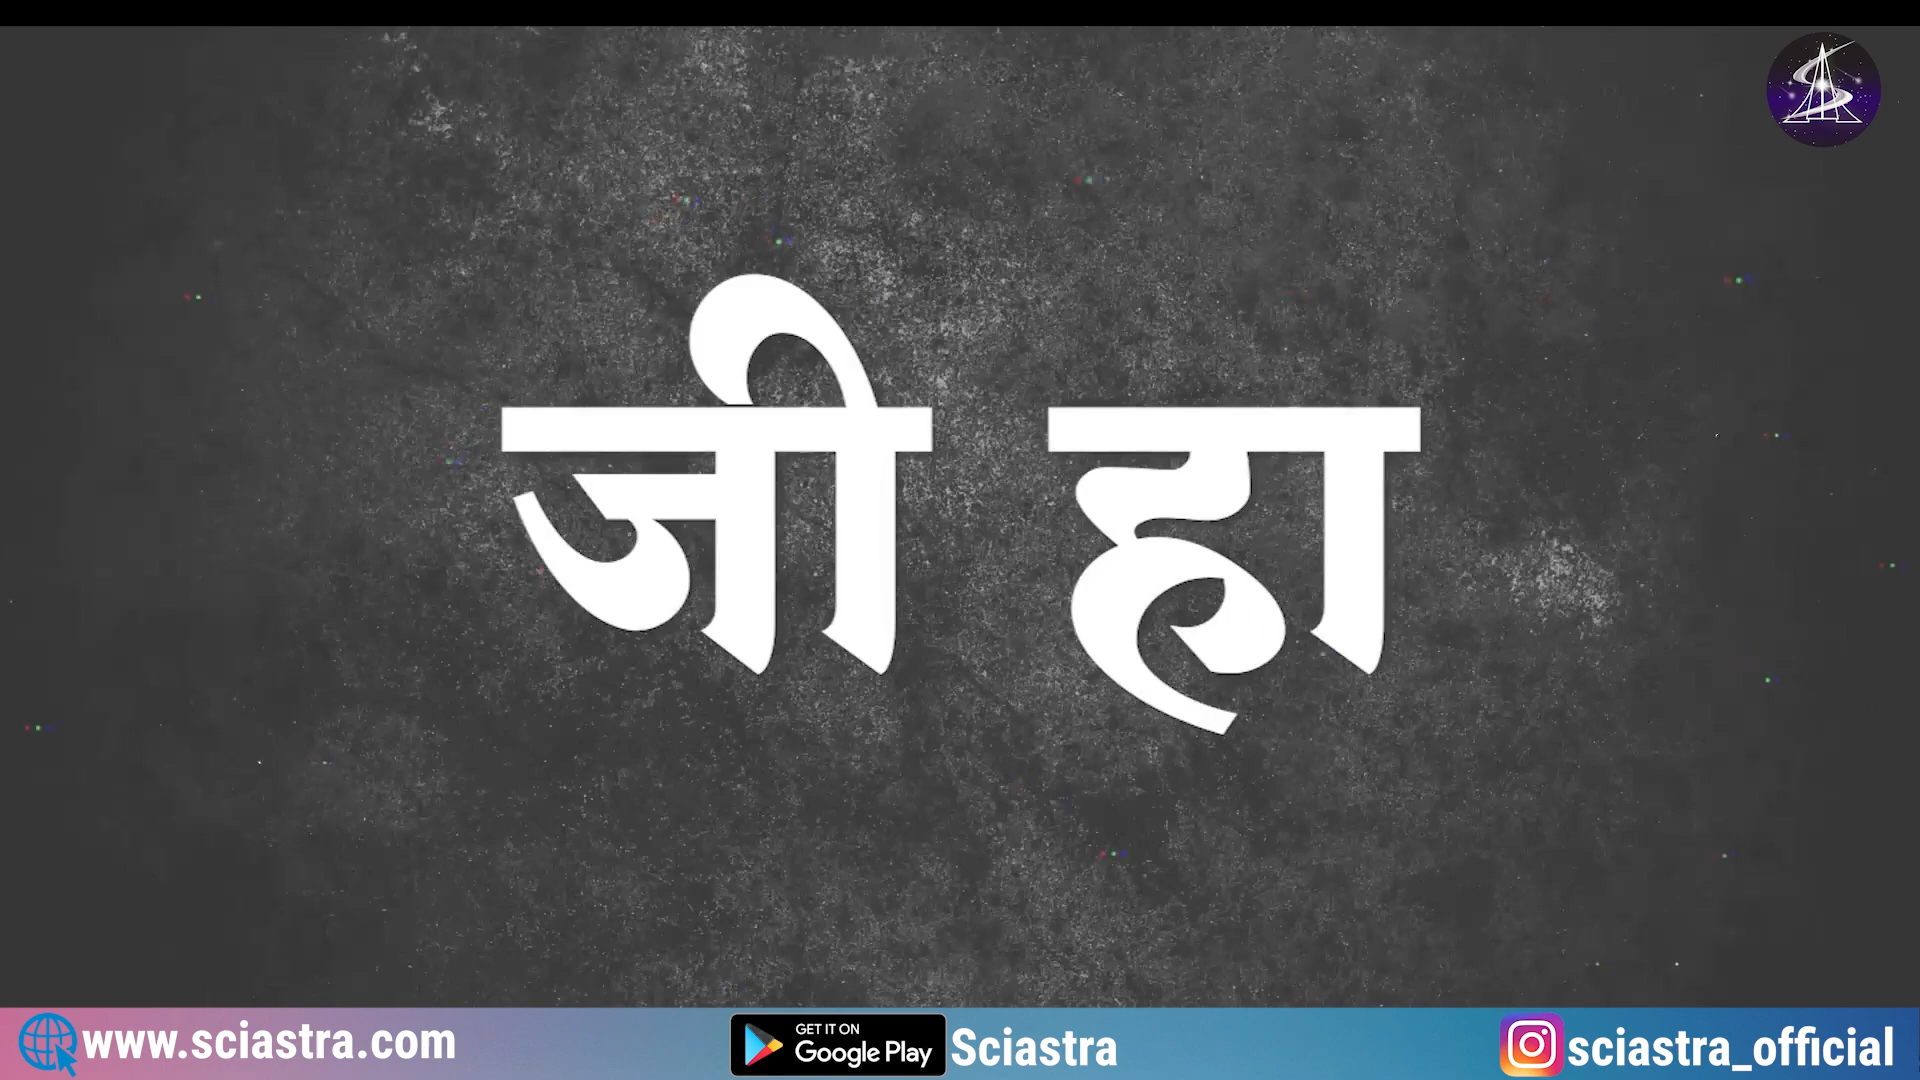 जी हा
www.sciastra.com
GET IT ON
Google Play
Sciastra
sciastra_official